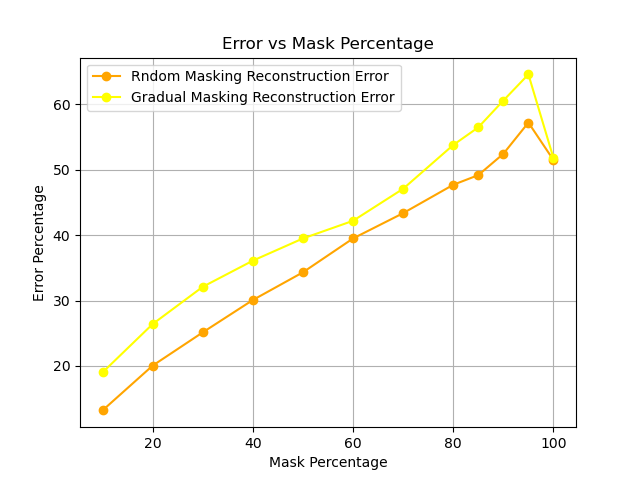 Error vs Mask Percentage
Rndom Masking Reconstruction Error
Gradual Masking Reconstruction Error
Error Percentage
60
50
40
30
20
20 40 60 80 100
Mask Percentage